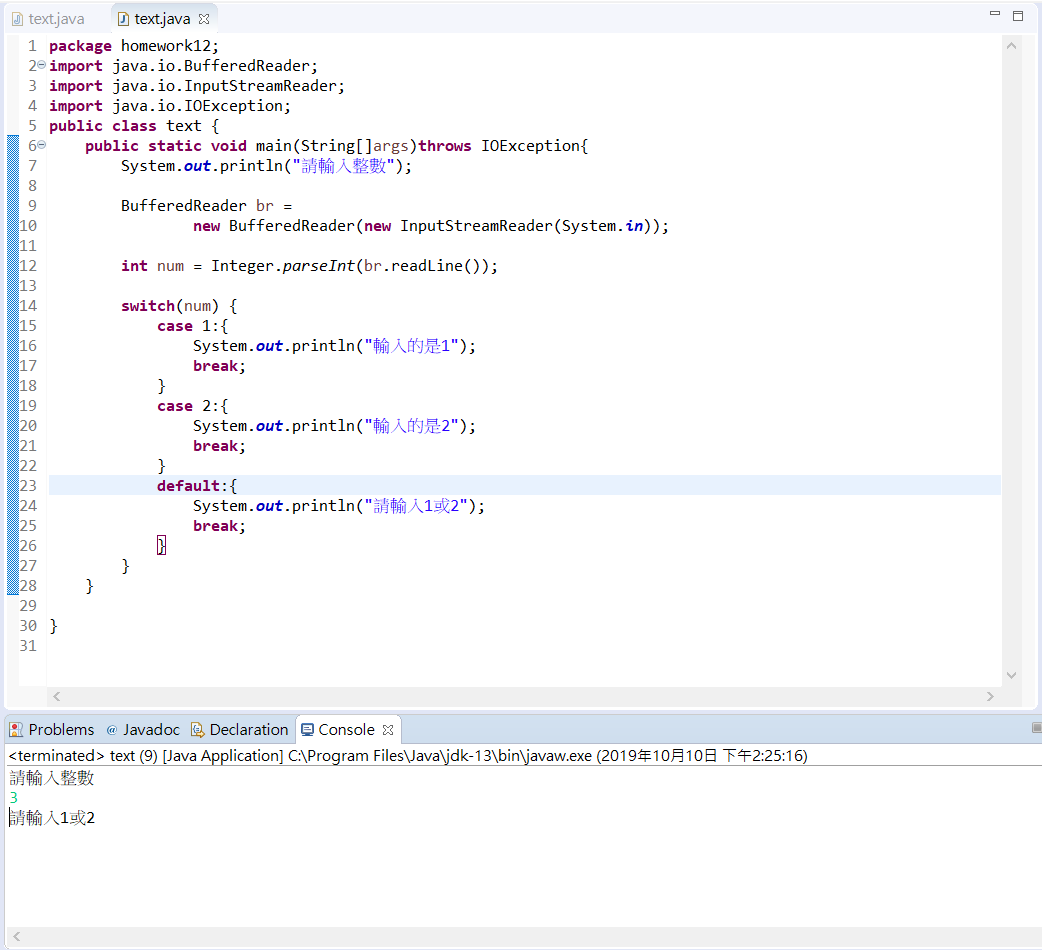 text.java text.java
1 package homework12;
2 import java.io.BufferedReader;
3 import java.io.InputStreamReader;
4 import java.io.IOException;
5 public class text {
6     public static void main(String[]args)throws IOException{
7         System.out.println("請輸入整數");
8
9         BufferedReader br =
10                 new BufferedReader(new InputStreamReader(System.in));
11
12         int num = Integer.parseInt(br.readLine());
13
14         switch(num) {
15             case 1:{
16                 System.out.println("輸入的是1");
17                 break;
18             }
19             case 2:{
20                 System.out.println("輸入的是2");
21                 break;
22             }
23             default:{
24                 System.out.println("請輸入1或2");
25                 break;
26             }
27         }
28     }
29
30 }
31
Problems @ Javadoc Declaration Console
<terminated> text (9) [Java Application] C:\Program Files\Java\jdk-13\bin\javaw.exe (2019年10月10日 下午2:25:16)
請輸入整數
3
請輸入1或2